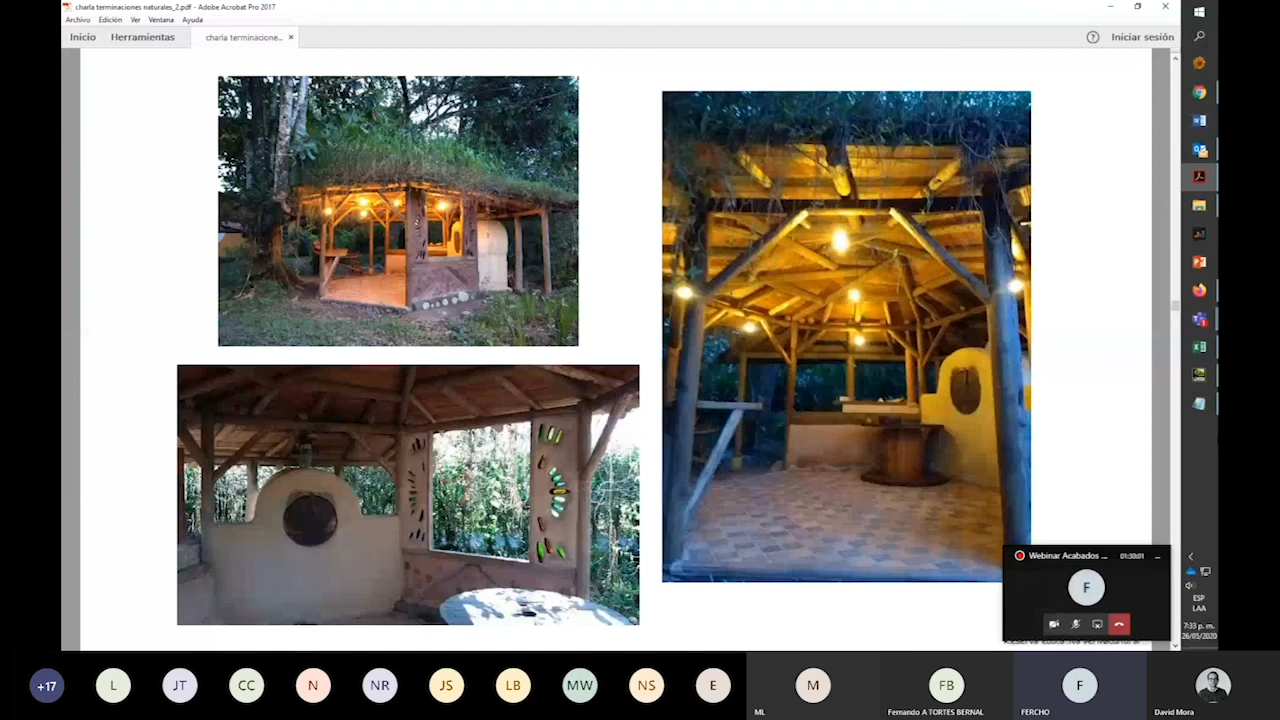 charla terminaciones naturales_2.pdf - Adobe Acrobat Pro 2017
Archivo Edición Ver Ventana Ayuda
Inicio Herramientas charla terminacione... × ? Iniciar sesión
Webinar Acabados ... 01:30:01
F
ESP
LAA
7:33 p. m.
26/05/2020
+17 L JT CC N NR JS LB MW NS E M FB F
ML Fernando A TORTES BERNAL FERCHO David Mora